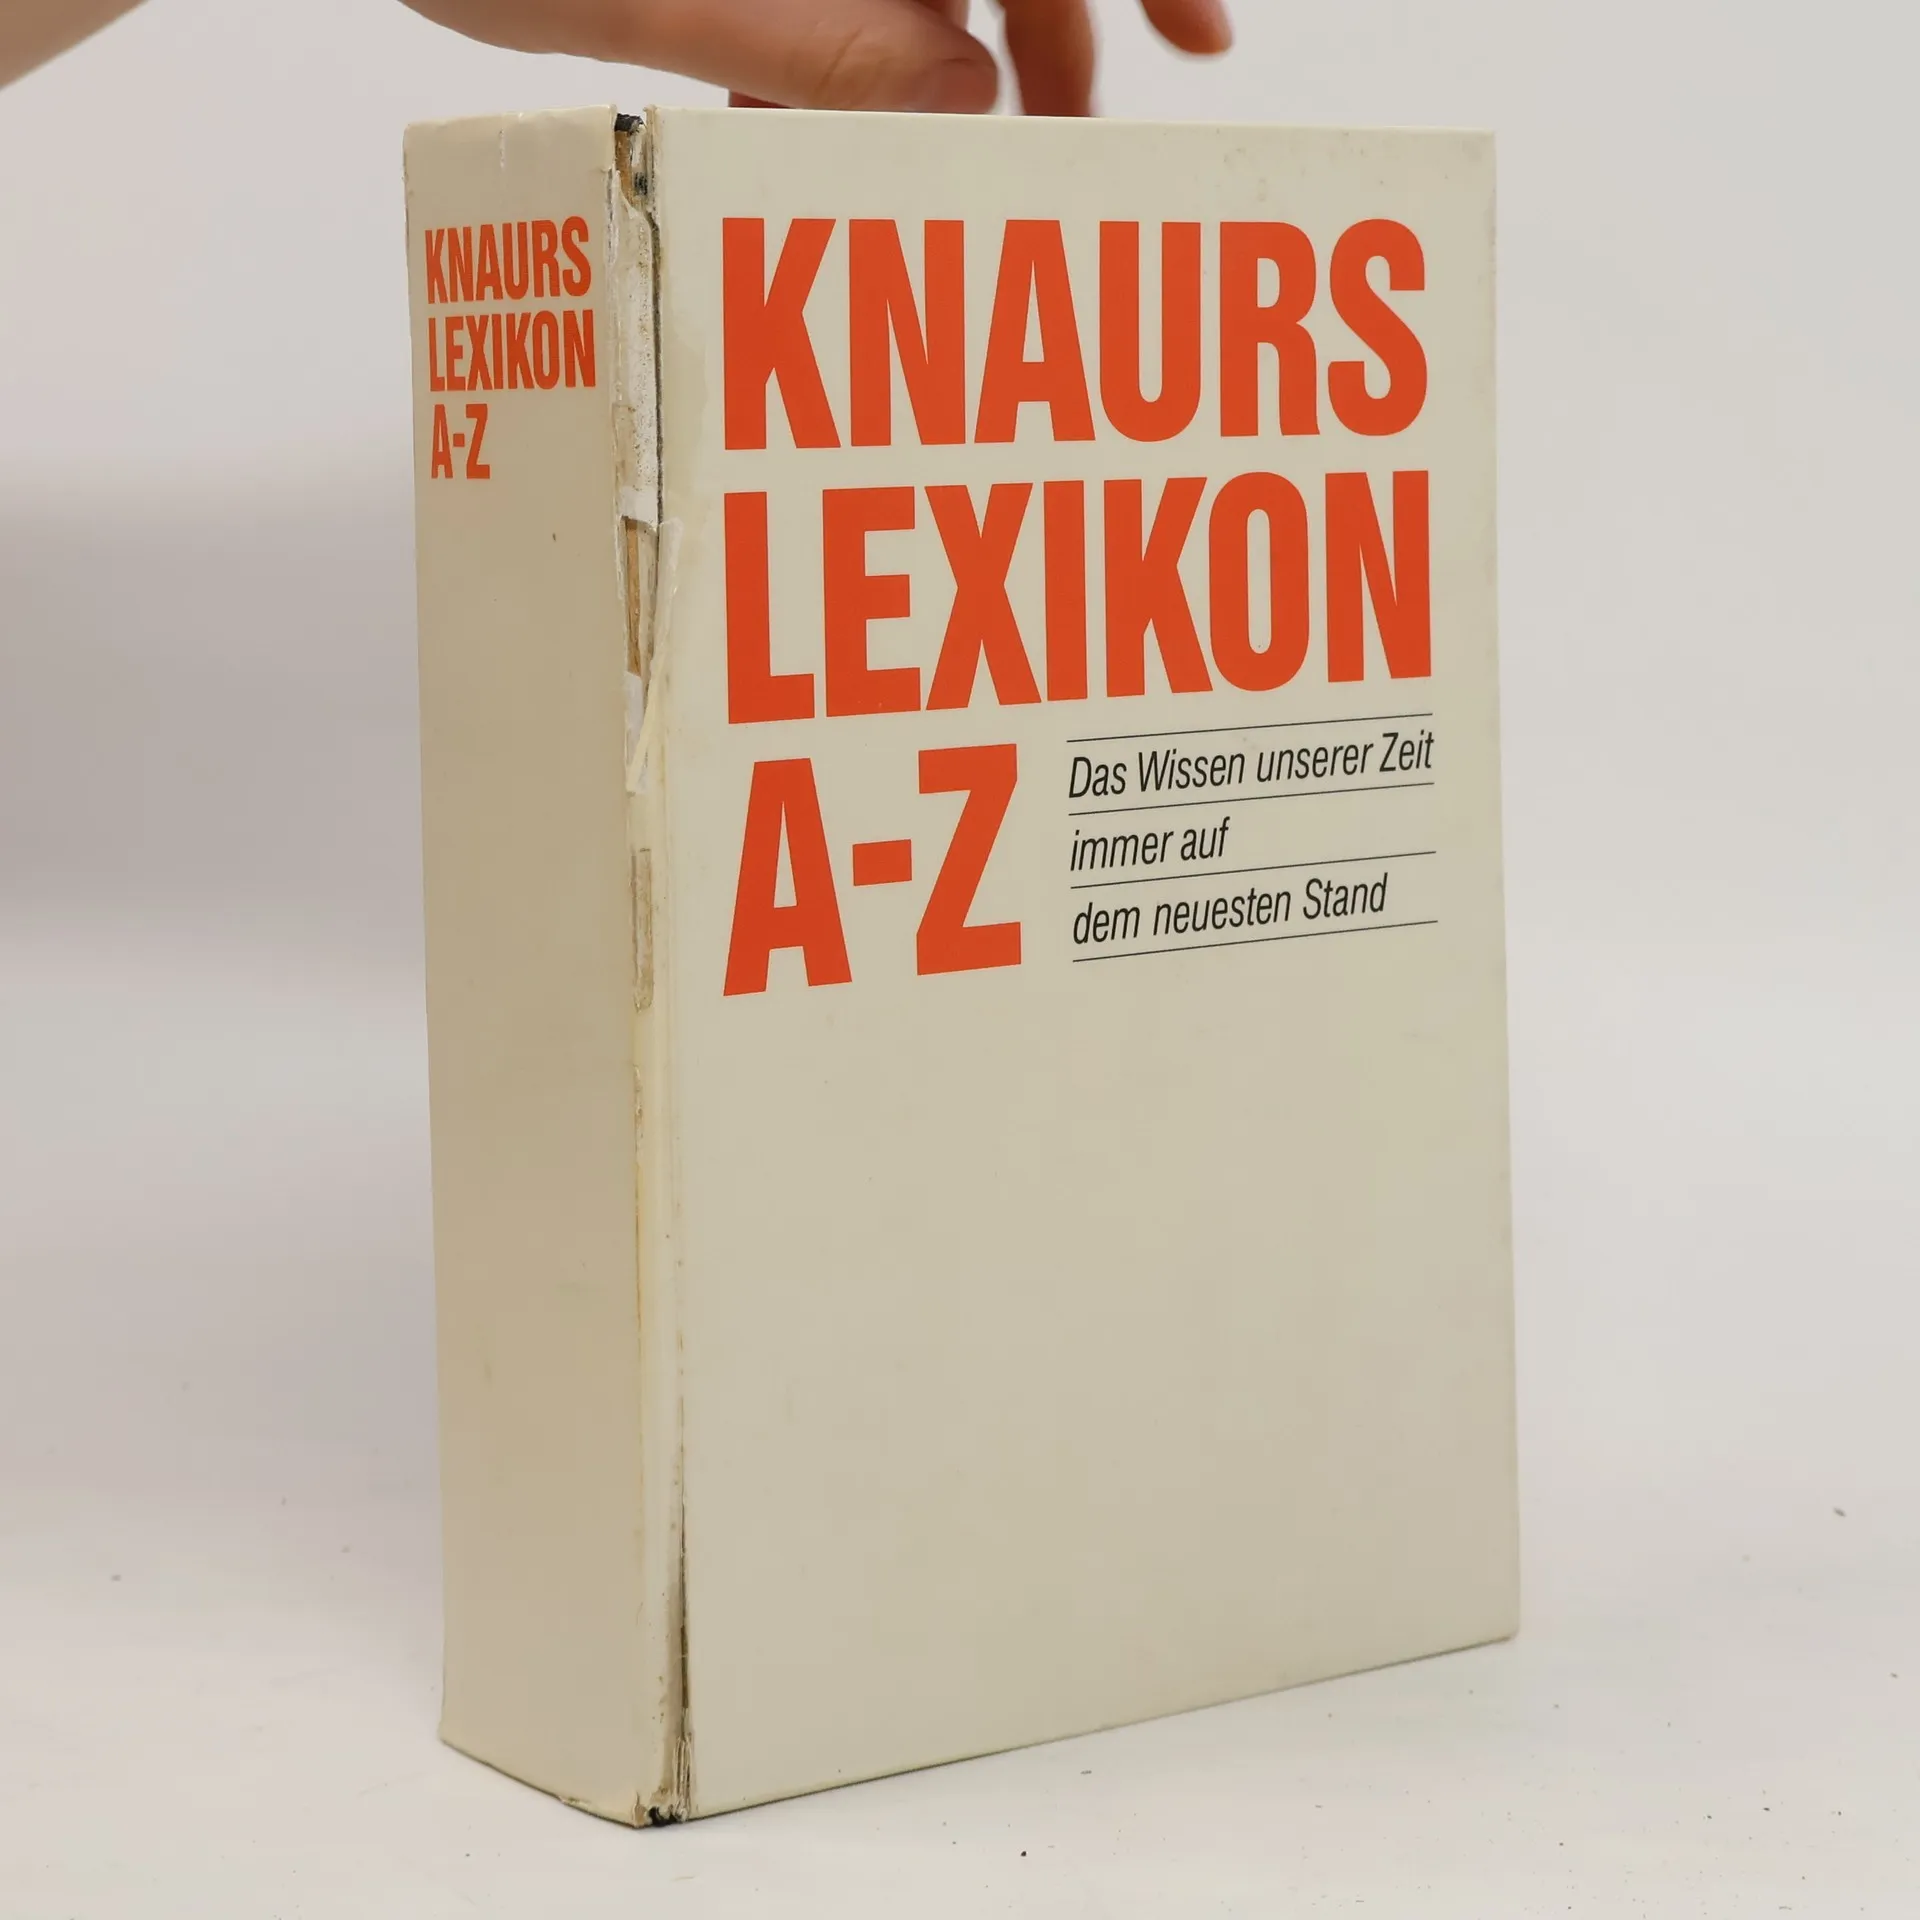 KNAURS
LEXIKON
A-Z
KNAURS
LEXIKON
A-Z
Das Wissen unserer Zeit
immer auf
dem neuesten Stand